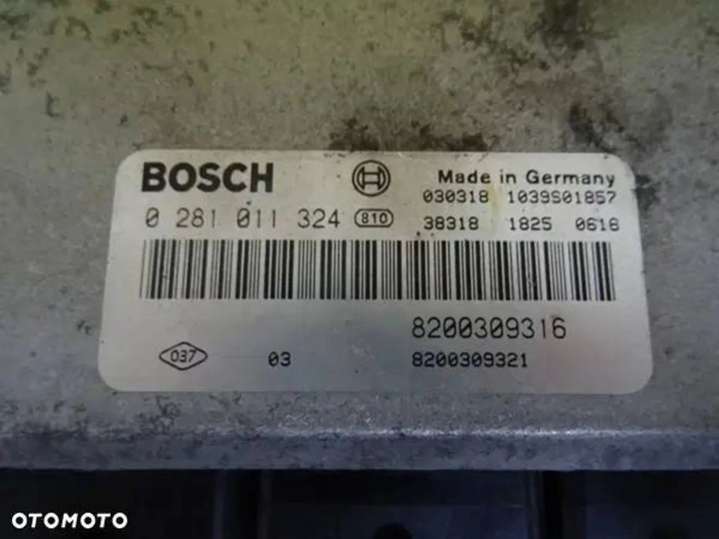 BOSCH
Made in Germany
030318 1039S01857
0 281 011 324 810
38318 1825 0618
8200309316
037 03 8200309321
OTOMOTO